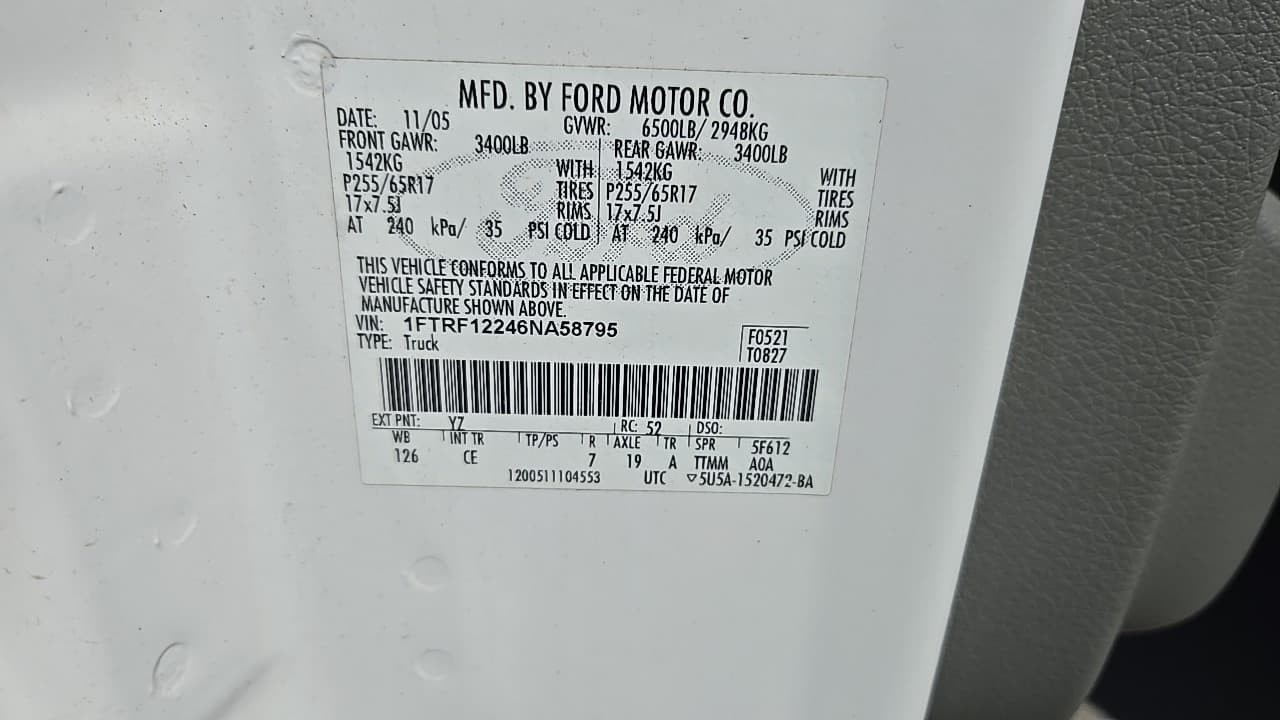 MFD. BY FORD MOTOR CO.
DATE: 11/05 GVWR: 6500LB/ 2948KG
FRONT GAWR: 3400LB REAR GAWR: 3400LB
1542KG WITH 1542KG WITH
P255/65R17 TIRES P255/65R17 TIRES
17x7.5J RIMS 17x7.5J RIMS
AT 240 kPa/ 35 PSI COLD AT 240 kPa/ 35 PSI COLD
THIS VEHICLE CONFORMS TO ALL APPLICABLE FEDERAL MOTOR
VEHICLE SAFETY STANDARDS IN EFFECT ON THE DATE OF
MANUFACTURE SHOWN ABOVE.
VIN: 1FTRF12246NA58795
TYPE: Truck
F0521
T0827
EXT PNT: YZ RC: 52 DSO:
WB INT TR TP/PS R AXLE TR SPR 5F612
126 CE 7 19 A TTMM AOA
1200511104553 UTC ▽5U5A-1520472-BA